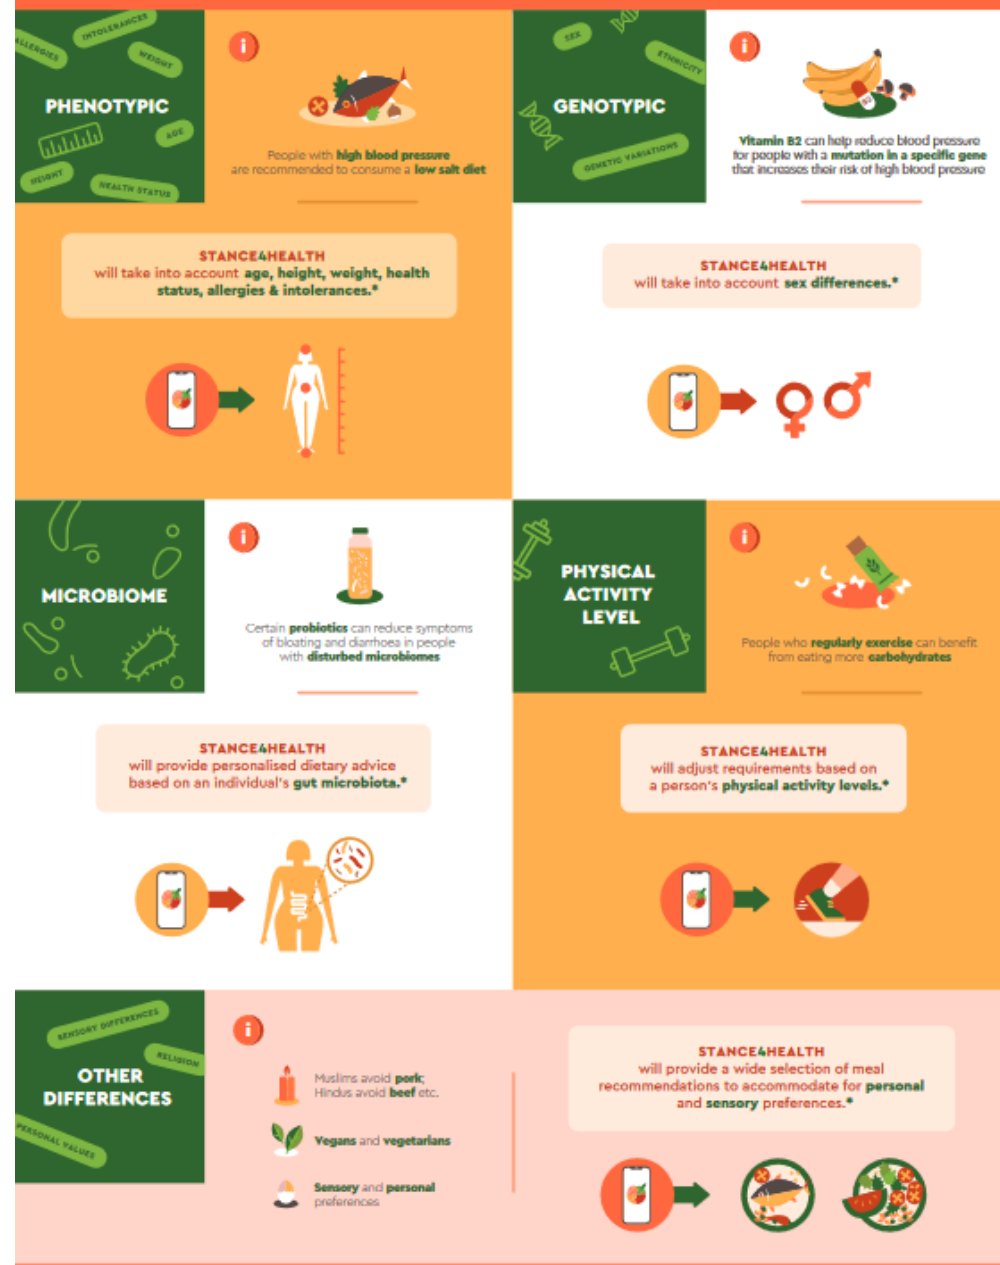 ALLERGIES
INTOLERANCES
WEIGHT
PHENOTYPIC
AGE
HEIGHT
HEALTH STATUS
i
People with high blood pressure
are recommended to consume a low salt diet
STANCE4HEALTH
will take into account age, height, weight, health
status, allergies & intolerances.*
SEX
ETHNICITY
GENOTYPIC
GENETIC VARIATIONS
i
B2
Vitamin B2 can help reduce blood pressure
for people with a mutation in a specific gene
that increases their risk of high blood pressure
STANCE4HEALTH
will take into account sex differences.*
MICROBIOME
i
Certain probiotics can reduce symptoms
of bloating and diarrhoea in people
with disturbed microbiomes
STANCE4HEALTH
will provide personalised dietary advice
based on an individual's gut microbiota.*
PHYSICAL
ACTIVITY
LEVEL
i
People who regularly exercise can benefit
from eating more carbohydrates
STANCE4HEALTH
will adjust requirements based on
a person's physical activity levels.*
SENSORY DIFFERENCES
RELIGION
OTHER
DIFFERENCES
PERSONAL VALUES
i
Muslims avoid pork;
Hindus avoid beef etc.
Vegans and vegetarians
Sensory and personal
preferences
STANCE4HEALTH
will provide a wide selection of meal
recommendations to accommodate for personal
and sensory preferences.*